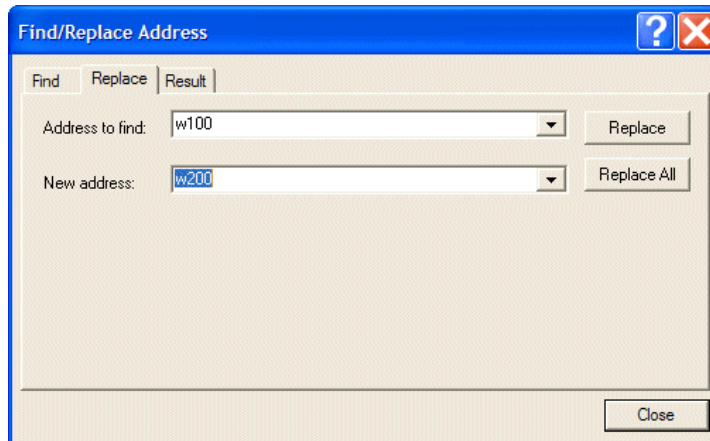 Find/Replace Address
Find Replace Result
Address to find: w100 Replace
New address: w200 Replace All
Close